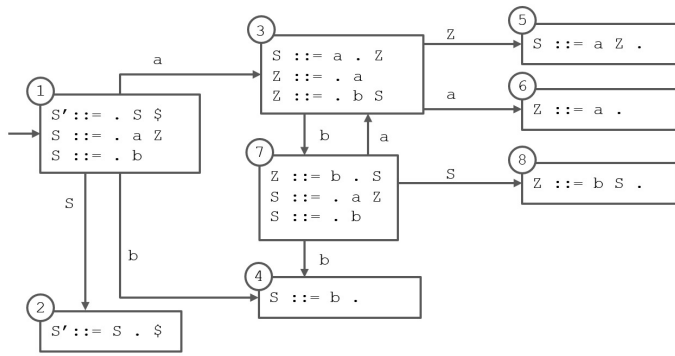 1
S'::= . S $
S ::= . a Z
S ::= . b
a
S
b
2
S'::= S . $
3
S ::= a . Z
Z ::= . a
Z ::= . b S
Z
a
b
a
7
Z ::= b . S
S ::= . a Z
S ::= . b
S
b
4
S ::= b .
5
S ::= a Z .
6
Z ::= a .
8
Z ::= b S .